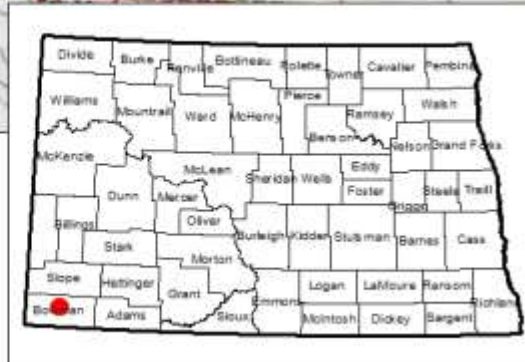 Divide Burke Renville Bottineau Rolette Towner Cavalier Pembina
Pierce
Williams Mountrail Ward McHenry Ramsey Walsh
Benson Nelson Grand Forks
McKenzie McLean Eddy
Sheridan Wells
Dunn Mercer Foster Griggs Steele Traill
Billings Oliver
Burleigh Kidder Stutsman Barnes Cass
Stark Morton
Slope Hettinger Grant Logan LaMoure Ransom
Emmons Richland
Bowman Adams Sioux McIntosh Dickey Sargent